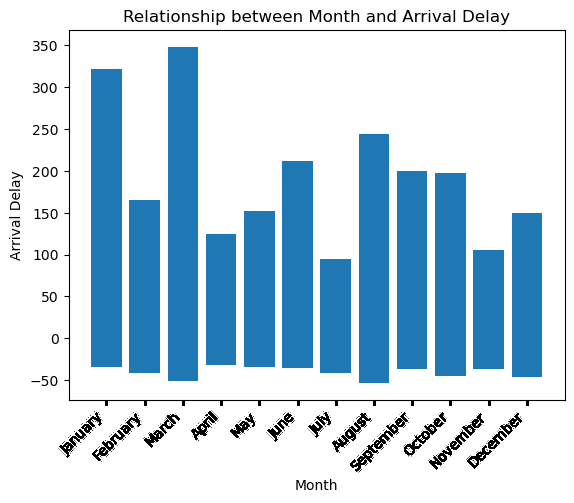 Relationship between Month and Arrival Delay
350
300
250
200
150
100
50
0
−50
Arrival Delay
January
February
March
April
May
June
July
August
September
October
November
December
Month